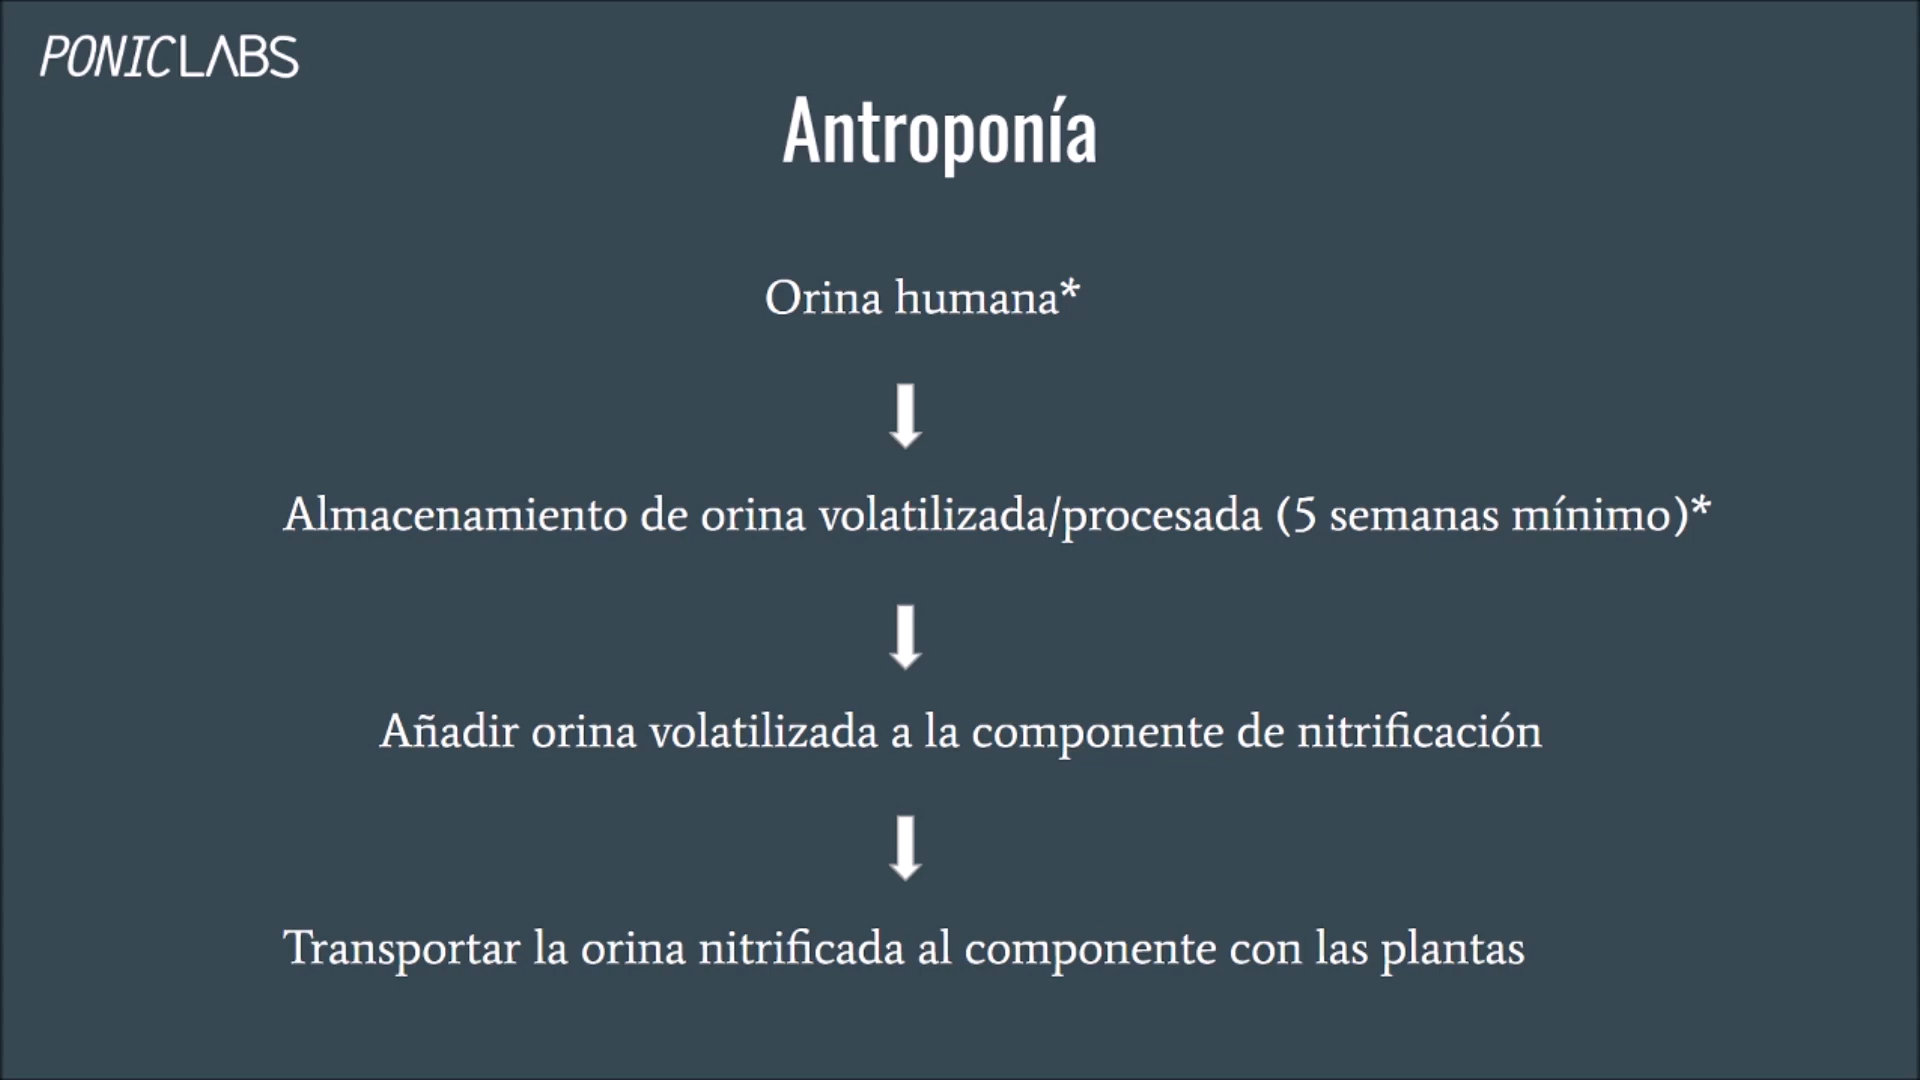 PONICLABS
Antroponía
Orina humana*
Almacenamiento de orina volatilizada/procesada (5 semanas mínimo)*
Añadir orina volatilizada a la componente de nitrificación
Transportar la orina nitrificada al componente con las plantas